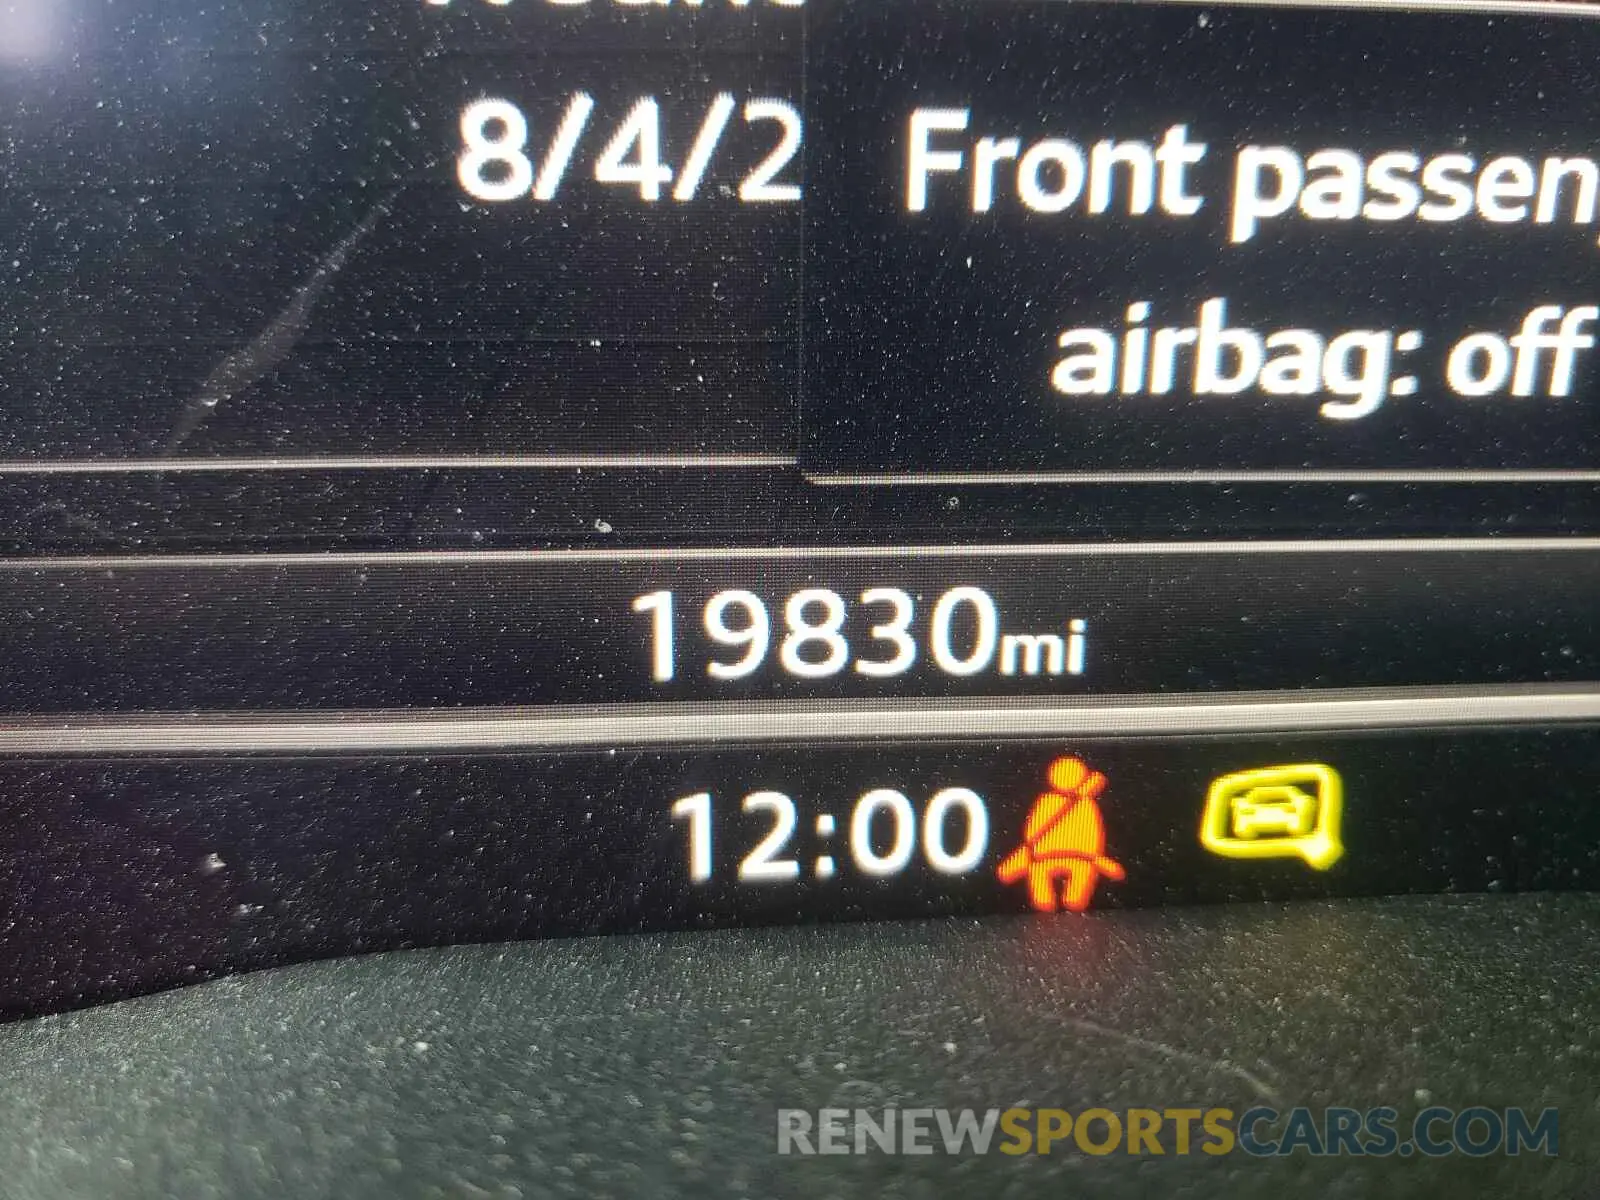 8/4/2
Front passen
airbag: off
19830mi
12:00
RENEWSPORTSCARS.COM